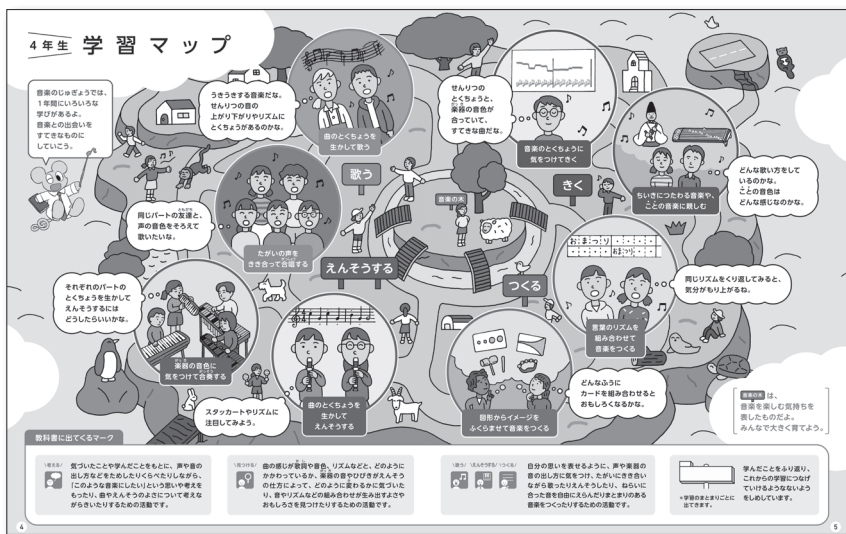 4年生 学習マップ
音楽のじゅぎょうでは、
1年間にいろいろな
学びがあるよ。
音楽との出会いを
すてきなものに
していこう。
うきうきする音楽だな。
せんりつの音の
上がり下がりやリズムに
とくちょうがあるのかな。
曲のとくちょうを
生かして歌う
せんりつの
とくちょうと、
楽器の音色が
合っていて、
すてきな曲だな。
音楽のとくちょうに
気をつけてきく
ちいきにつたわる音楽や、
ことの音楽に親しむ
どんな歌い方をして
いるのかな。
ことの音色は
どんな感じなのかな。
歌う
きく
音楽の木
えんそうする
つくる
同じパートの友達と、
声の音色をそろえて
歌いたいな。
たがいの声を
きき合って合唱する
それぞれのパートの
とくちょうを生かして
えんそうするには
どうしたらいいかな。
楽器の音色に
気をつけて合奏する
スタッカートやリズムに
注目してみよう。
曲のとくちょうを
生かして
えんそうする
おまつり
おまつり
言葉のリズムを
組み合わせて
音楽をつくる
同じリズムをくり返してみると、
気分がもり上がるね。
図形からイメージを
ふくらませて音楽をつくる
どんなふうに
カードを組み合わせると
おもしろくなるかな。
音楽の木 は、
音楽を楽しむ気持ちを
表したものだよ。
みんなで大きく育てよう。
教科書に出てくるマーク
考える
気づいたことや学んだことをもとに、声や音の
出し方などをためしたりくらべたりしながら、
「このような音楽にしたい」という思いや考えを
もったり、曲やえんそうのよさについて考えな
がらきいたりするための活動です。
見つける
曲の感じが歌詞や音色、リズムなどと、どのように
かかわっているか、楽器の音やひびきがえんそう
の仕方によって、どのように変わるかに気づいた
り、音やリズムなどの組み合わせが生み出すよさや
おもしろさを見つけたりするための活動です。
歌う えんそうする つくる
自分の思いを表せるように、声や楽器の
音の出し方に気をつけ、たがいにきき合い
ながら歌ったりえんそうしたり、ねらいに
合った音を自由にえらんだりまとまりのある
音楽をつくったりするための活動です。
＊学習のまとまりごとに
出てきます。
学んだことをふり返り、
これからの学習につなげ
ていけるようなないよう
をしめしています。
4
5